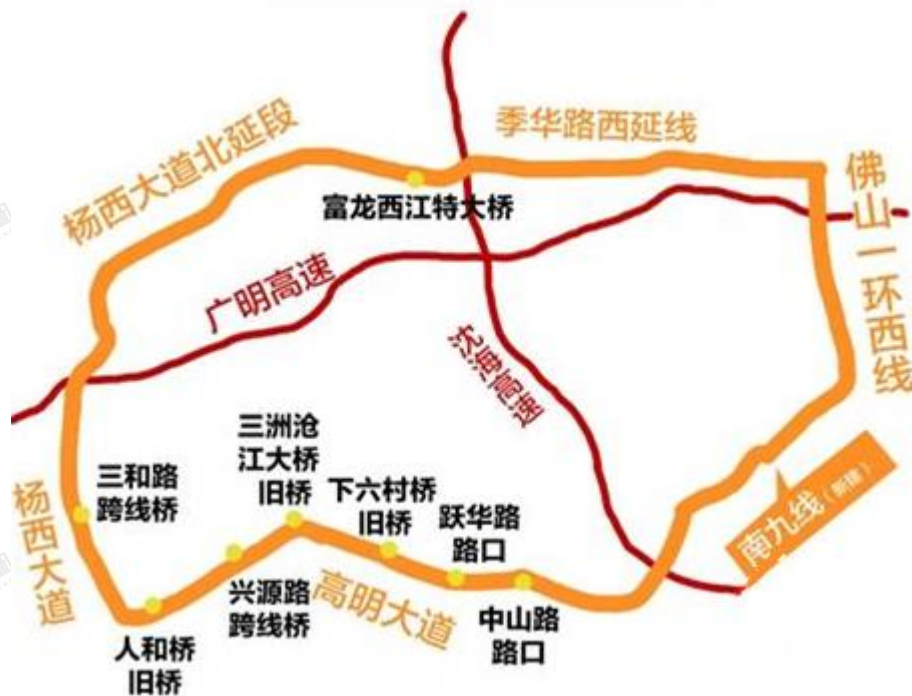 季华路西延线
杨西大道北延段
富龙西江特大桥
佛山一环西线
广明高速
沈海高速
三洲沧
江大桥
旧桥
三和路
跨线桥
下六村桥
旧桥
跃华路
路口
杨西大道
兴源路
跨线桥
高明大道
中山路
路口
人和桥
旧桥
南九线